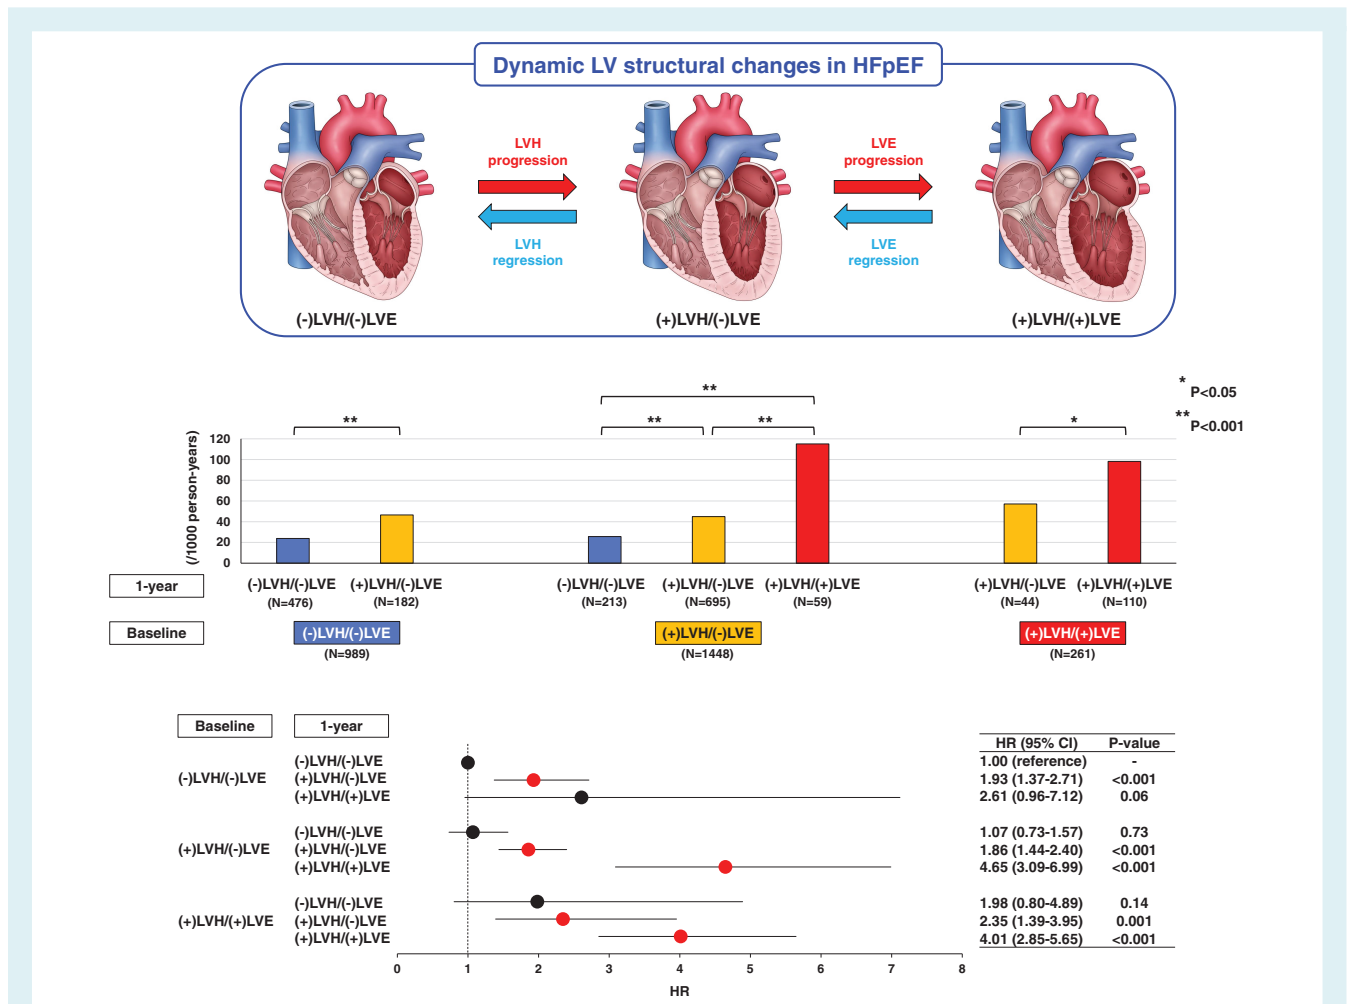 Dynamic LV structural changes in HFpEF
LVH
progression
LVH
regression
LVE
progression
LVE
regression
(-)LVH/(-)LVE
(+)LVH/(-)LVE
(+)LVH/(+)LVE
* P<0.05
** P<0.001
** ** ** ** *
(/1000 person-years)
120
100
80
60
40
20
0
1-year
(-)LVH/(-)LVE (+)LVH/(-)LVE (-)LVH/(-)LVE (+)LVH/(-)LVE (+)LVH/(+)LVE (+)LVH/(-)LVE (+)LVH/(+)LVE
(N=476) (N=182) (N=213) (N=695) (N=59) (N=44) (N=110)
Baseline (-)LVH/(-)LVE (+)LVH/(-)LVE (+)LVH/(+)LVE
(N=989) (N=1448) (N=261)
Baseline 1-year
HR (95% CI) P-value
(-)LVH/(-)LVE 1.00 (reference) -
(-)LVH/(-)LVE (+)LVH/(-)LVE 1.93 (1.37-2.71) <0.001
(+)LVH/(+)LVE 2.61 (0.96-7.12) 0.06
(-)LVH/(-)LVE 1.07 (0.73-1.57) 0.73
(+)LVH/(-)LVE (+)LVH/(-)LVE 1.86 (1.44-2.40) <0.001
(+)LVH/(+)LVE 4.65 (3.09-6.99) <0.001
(-)LVH/(-)LVE 1.98 (0.80-4.89) 0.14
(+)LVH/(+)LVE (+)LVH/(-)LVE 2.35 (1.39-3.95) 0.001
(+)LVH/(+)LVE 4.01 (2.85-5.65) <0.001
0 1 2 3 4 5 6 7 8
HR